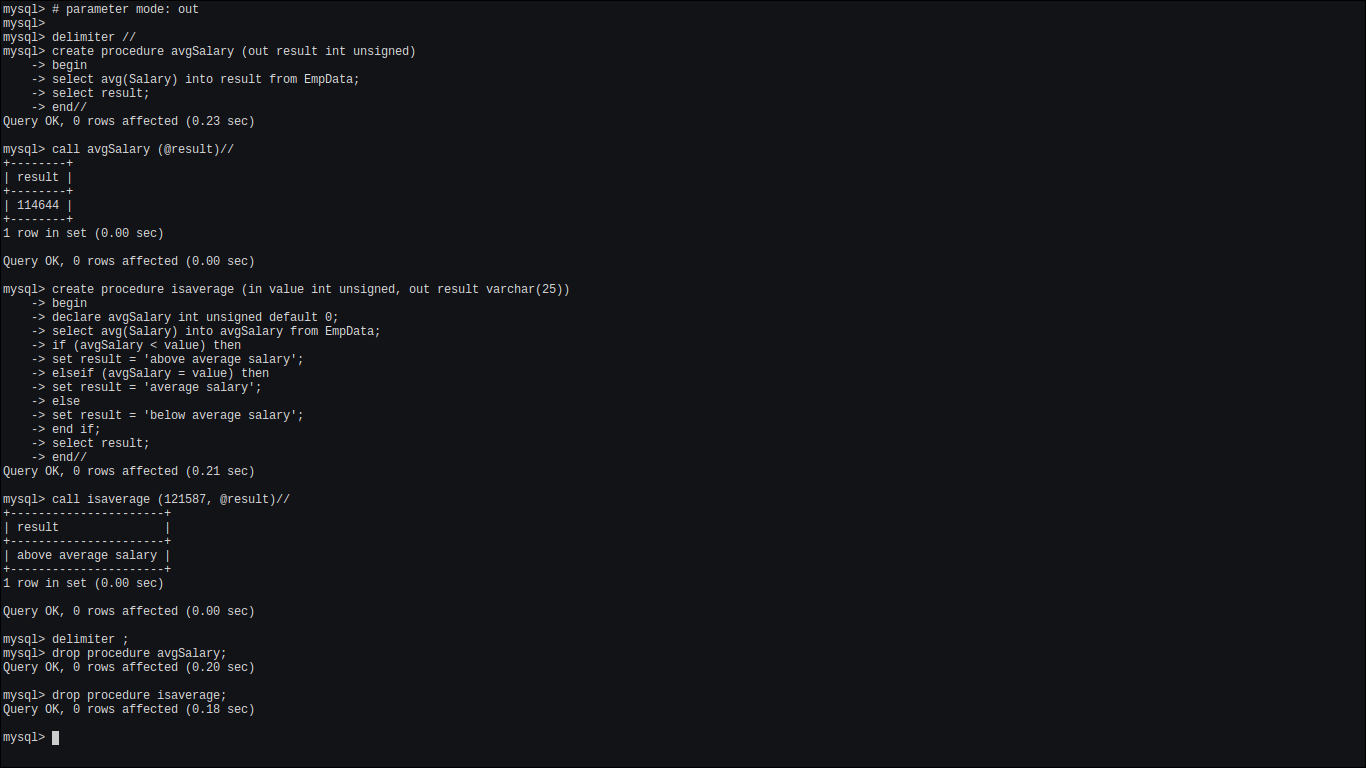 mysql> # parameter mode: out
mysql>
mysql> delimiter //
mysql> create procedure avgSalary (out result int unsigned)
    -> begin
    -> select avg(Salary) into result from EmpData;
    -> select result;
    -> end//
Query OK, 0 rows affected (0.23 sec)

mysql> call avgSalary (@result)//
+--------+
| result |
+--------+
| 114644 |
+--------+
1 row in set (0.00 sec)

Query OK, 0 rows affected (0.00 sec)

mysql> create procedure isaverage (in value int unsigned, out result varchar(25))
    -> begin
    -> declare avgSalary int unsigned default 0;
    -> select avg(Salary) into avgSalary from EmpData;
    -> if (avgSalary < value) then
    -> set result = 'above average salary';
    -> elseif (avgSalary = value) then
    -> set result = 'average salary';
    -> else
    -> set result = 'below average salary';
    -> end if;
    -> select result;
    -> end//
Query OK, 0 rows affected (0.21 sec)

mysql> call isaverage (121587, @result)//
+----------------------+
| result               |
+----------------------+
| above average salary |
+----------------------+
1 row in set (0.00 sec)

Query OK, 0 rows affected (0.00 sec)

mysql> delimiter ;
mysql> drop procedure avgSalary;
Query OK, 0 rows affected (0.20 sec)

mysql> drop procedure isaverage;
Query OK, 0 rows affected (0.18 sec)

mysql>